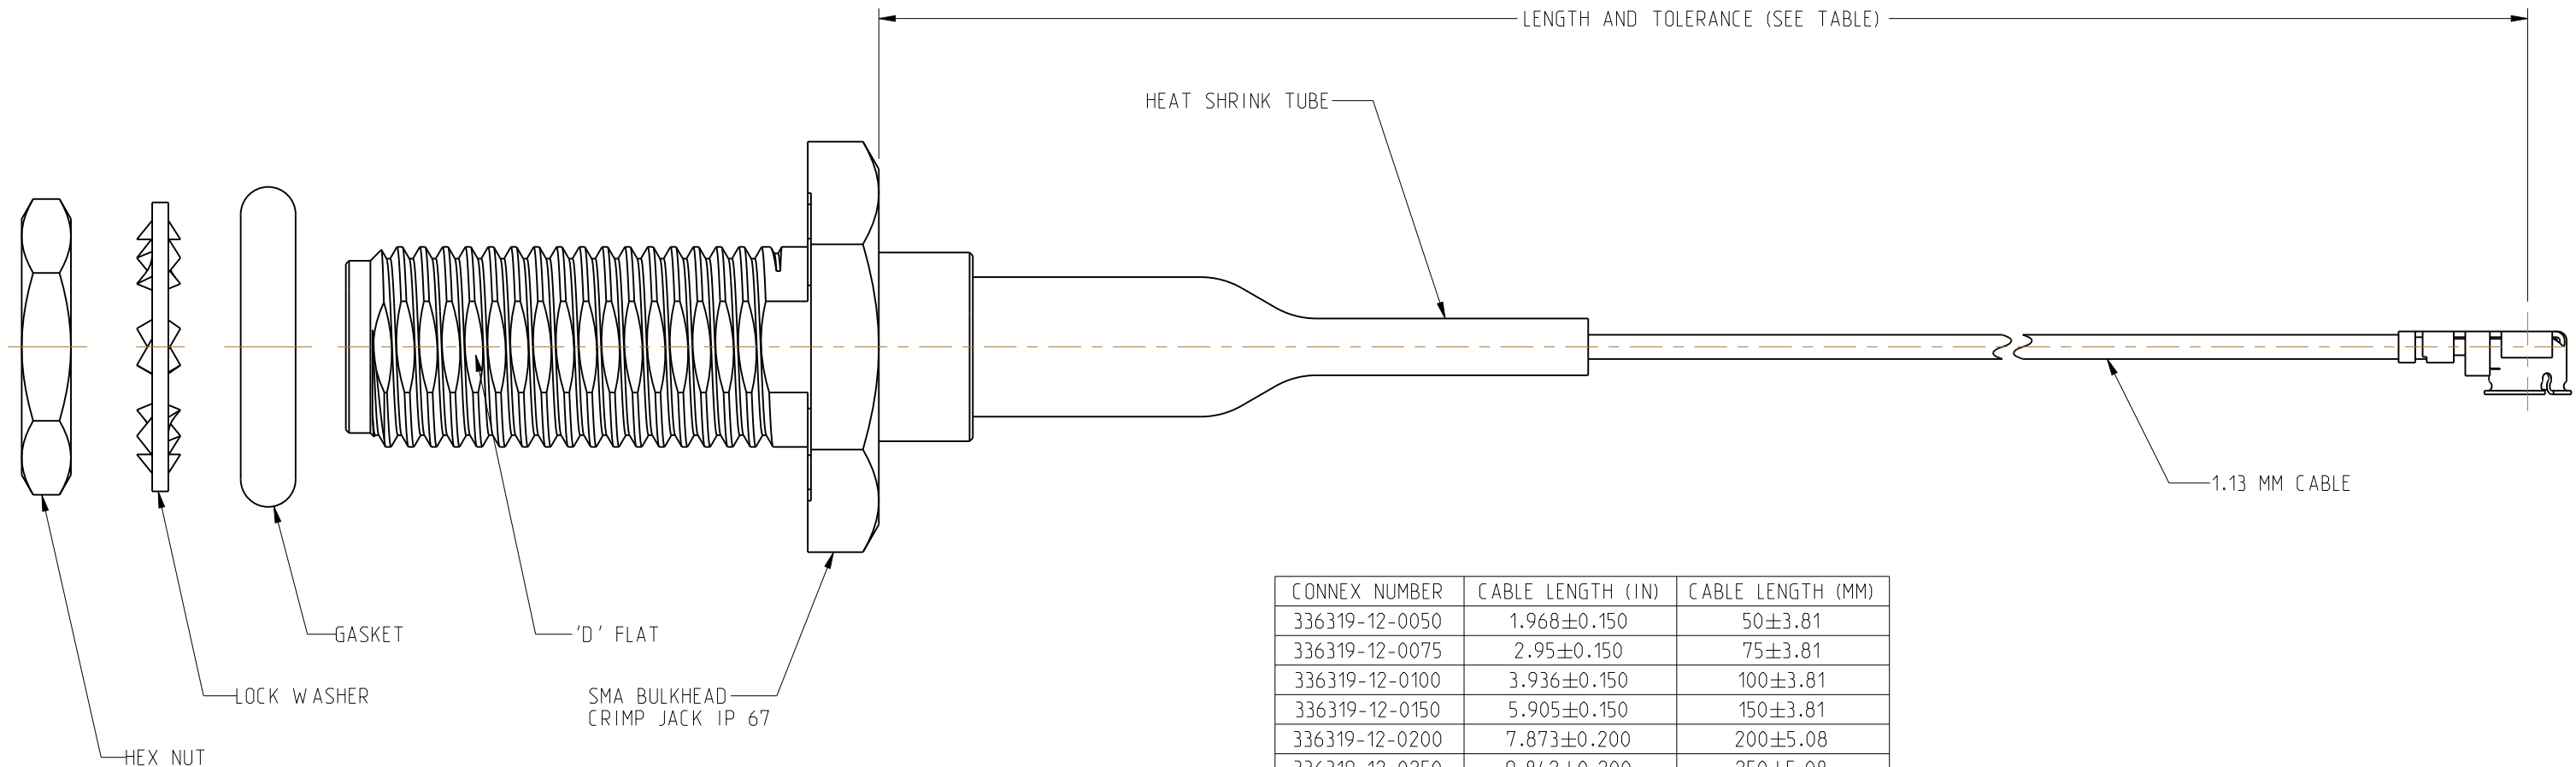 LENGTH AND TOLERANCE (SEE TABLE)
HEAT SHRINK TUBE
1.13 MM CABLE
GASKET
'D' FLAT
LOCK WASHER
SMA BULKHEAD
CRIMP JACK IP 67
HEX NUT
CONNEX NUMBER CABLE LENGTH (IN) CABLE LENGTH (MM)
336319-12-0050 1.968±0.150 50±3.81
336319-12-0075 2.95±0.150 75±3.81
336319-12-0100 3.936±0.150 100±3.81
336319-12-0150 5.905±0.150 150±3.81
336319-12-0200 7.873±0.200 200±5.08